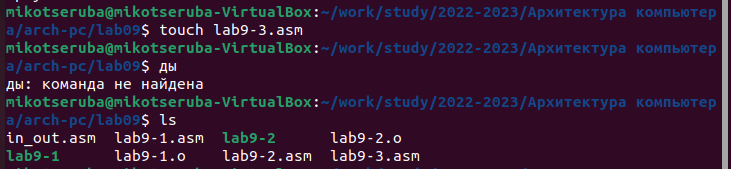 mikotseruba@mikotseruba-VirtualBox:~/work/study/2022-2023/Архитектура компьютер
а/arch-pc/lab09$ touch lab9-3.asm
mikotseruba@mikotseruba-VirtualBox:~/work/study/2022-2023/Архитектура компьютер
а/arch-pc/lab09$ ды
ды: команда не найдена
mikotseruba@mikotseruba-VirtualBox:~/work/study/2022-2023/Архитектура компьютер
а/arch-pc/lab09$ ls
in_out.asm  lab9-1.asm  lab9-2      lab9-2.o
lab9-1      lab9-1.o  lab9-2.asm  lab9-3.asm